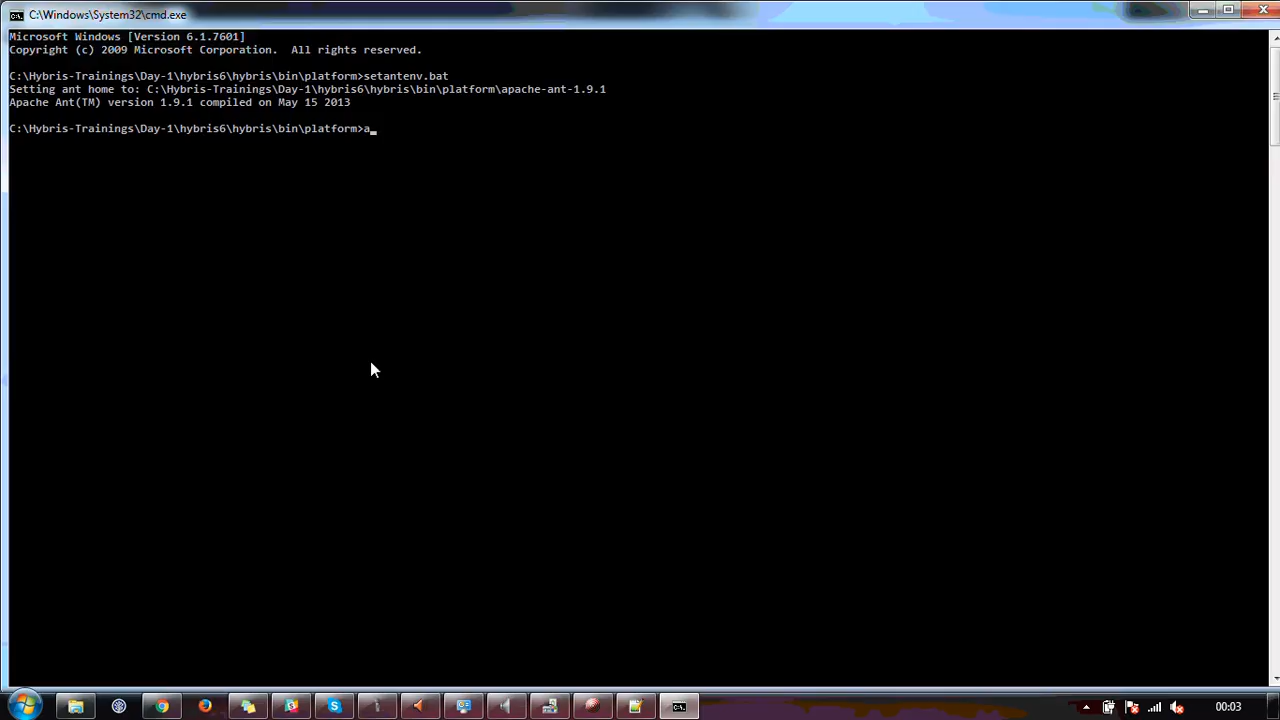 C:\Windows\System32\cmd.exe
Microsoft Windows [Version 6.1.7601]
Copyright (c) 2009 Microsoft Corporation.  All rights reserved.
C:\Hybris-Trainings\Day-1\hybris6\hybris\bin\platform>setantenv.bat
Setting ant home to: C:\Hybris-Trainings\Day-1\hybris6\hybris\bin\platform\apache-ant-1.9.1
Apache Ant(TM) version 1.9.1 compiled on May 15 2013
C:\Hybris-Trainings\Day-1\hybris6\hybris\bin\platform>a_
00:03